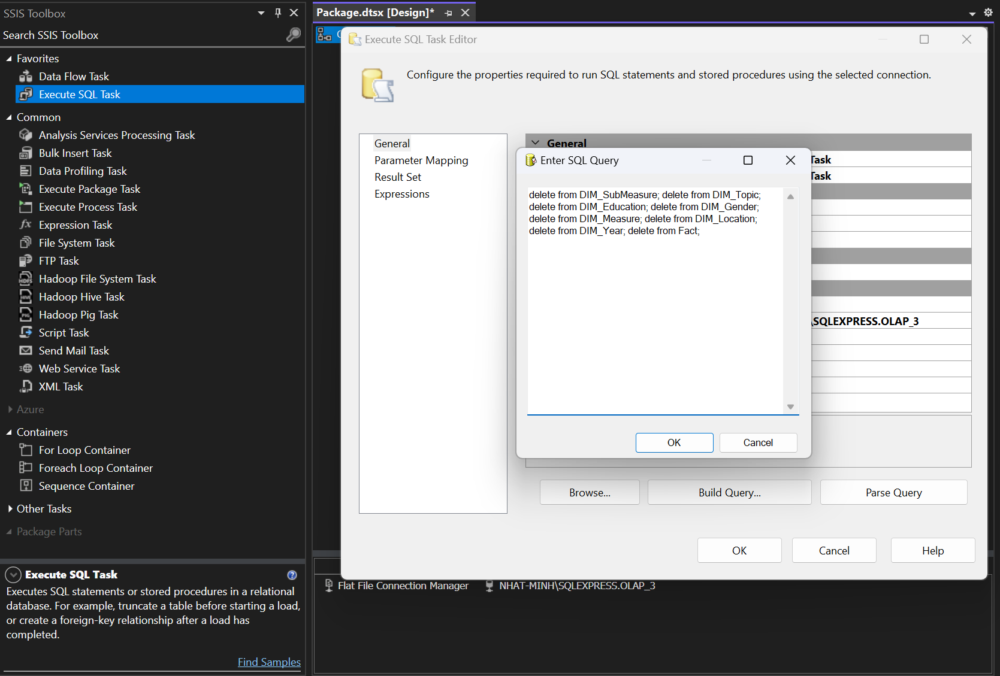 SSIS Toolbox
Search SSIS Toolbox
Favorites
Data Flow Task
Execute SQL Task
Common
Analysis Services Processing Task
Bulk Insert Task
Data Profiling Task
Execute Package Task
Execute Process Task
Expression Task
File System Task
FTP Task
Hadoop File System Task
Hadoop Hive Task
Hadoop Pig Task
Script Task
Send Mail Task
Web Service Task
XML Task
Azure
Containers
For Loop Container
Foreach Loop Container
Sequence Container
Other Tasks
Package Parts
Execute SQL Task
Executes SQL statements or stored procedures in a relational
database. For example, truncate a table before starting a load,
or create a foreign-key relationship after a load has
completed.
Find Samples
Package.dtsx [Design]*
Execute SQL Task Editor
Configure the properties required to run SQL statements and stored procedures using the selected connection.
General
Parameter Mapping
Result Set
Expressions
General
Task
Task
\SQLEXPRESS.OLAP_3
Enter SQL Query
delete from DIM_SubMeasure; delete from DIM_Topic;
delete from DIM_Education; delete from DIM_Gender;
delete from DIM_Measure; delete from DIM_Location;
delete from DIM_Year; delete from Fact;
OK Cancel
Browse... Build Query... Parse Query
OK Cancel Help
Flat File Connection Manager NHAT-MINH\SQLEXPRESS.OLAP_3